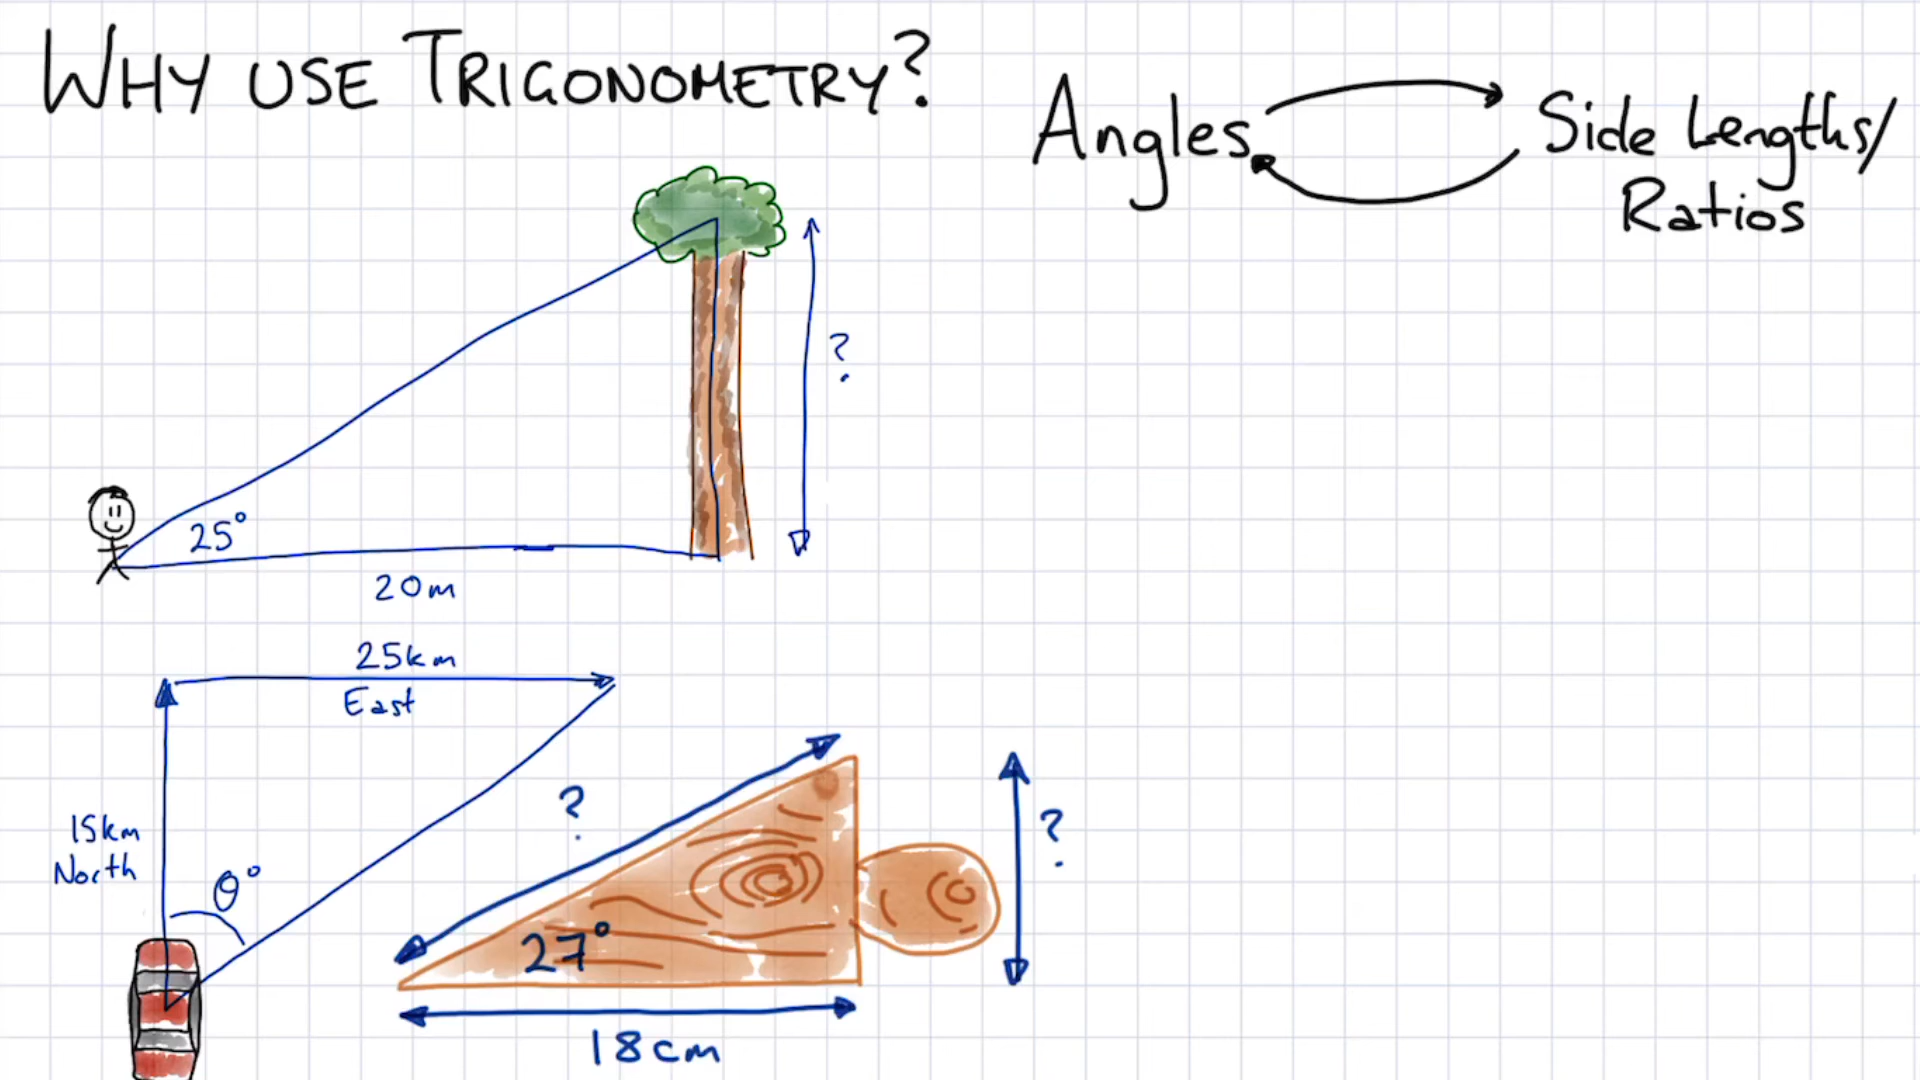 WHY USE TRIGONOMETRY?
Angles
Side Lengths/
Ratios
?
25°
20m
25km
East
15km
North
θ°
?
27°
?
18cm